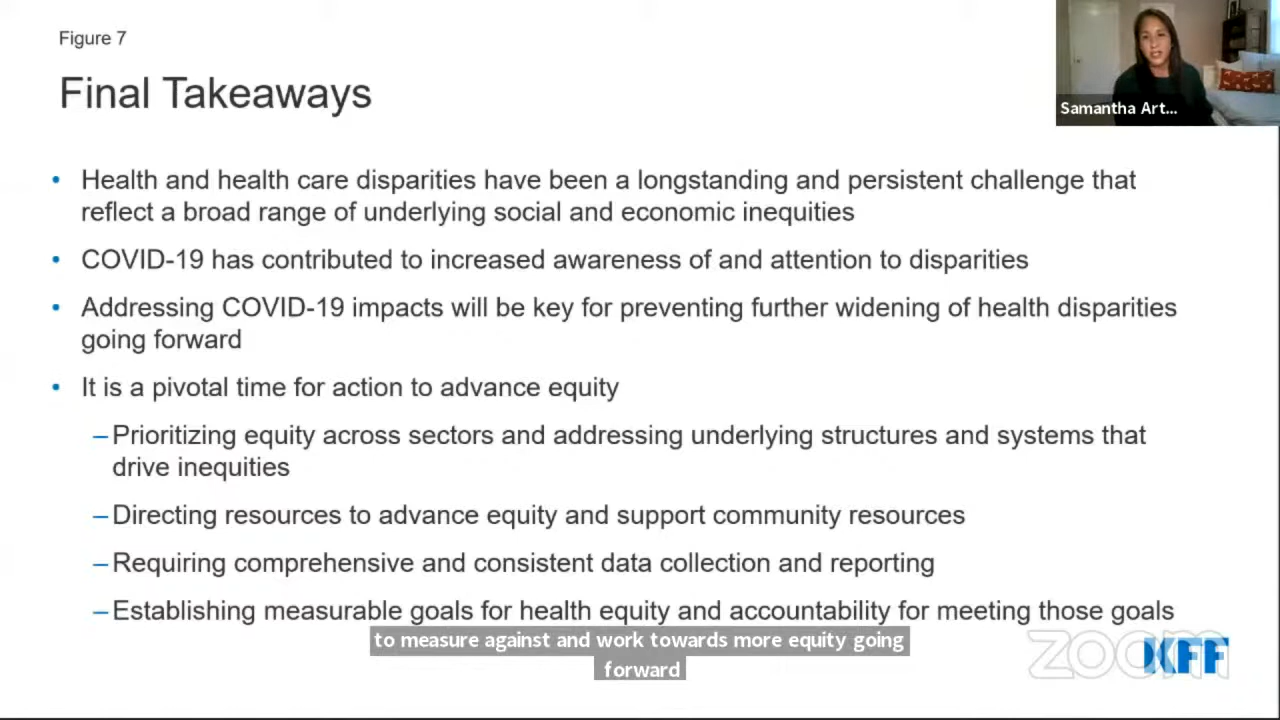 Figure 7
Final Takeaways
Samantha Art...
• Health and health care disparities have been a longstanding and persistent challenge that
reflect a broad range of underlying social and economic inequities
• COVID-19 has contributed to increased awareness of and attention to disparities
• Addressing COVID-19 impacts will be key for preventing further widening of health disparities
going forward
• It is a pivotal time for action to advance equity
–Prioritizing equity across sectors and addressing underlying structures and systems that
drive inequities
–Directing resources to advance equity and support community resources
–Requiring comprehensive and consistent data collection and reporting
–Establishing measurable goals for health equity and accountability for meeting those goals
to measure against and work towards more equity going
forward
zoom
KFF